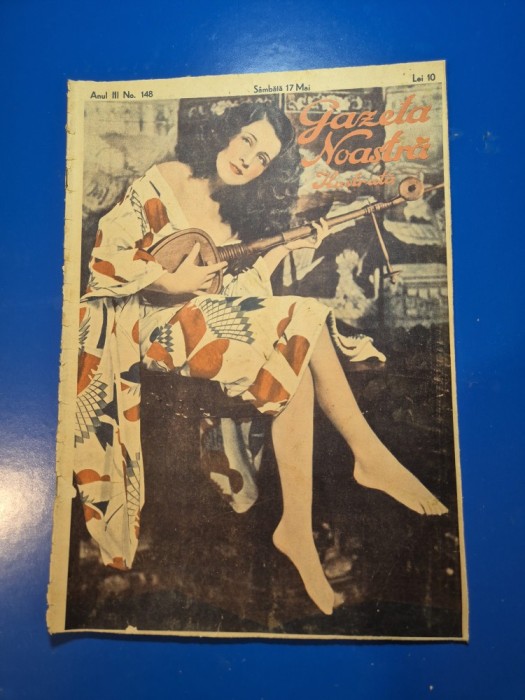 Anul III No. 148
Sâmbătă 17 Mai
Lei 10
Gazeta
Noastră
Ilustrată